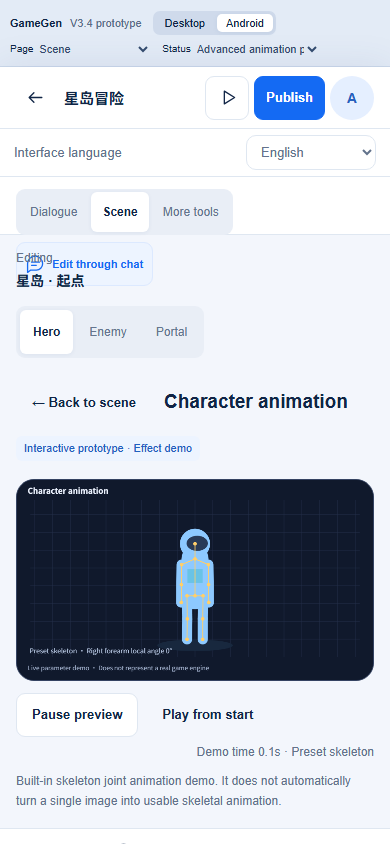 GameGen V3.4 prototype Desktop Android
Page Scene Status Advanced animation p
星岛冒险 Publish A
Interface language English
Dialogue Scene More tools
Editing
Edit through chat
星岛 · 起点
Hero Enemy Portal
← Back to scene Character animation
Interactive prototype · Effect demo
Character animation
Preset skeleton • Right forearm local angle 0°
Live parameter demo • Does not represent a real game engine
Pause preview Play from start
Demo time 0.1s · Preset skeleton
Built-in skeleton joint animation demo. It does not automatically
turn a single image into usable skeletal animation.